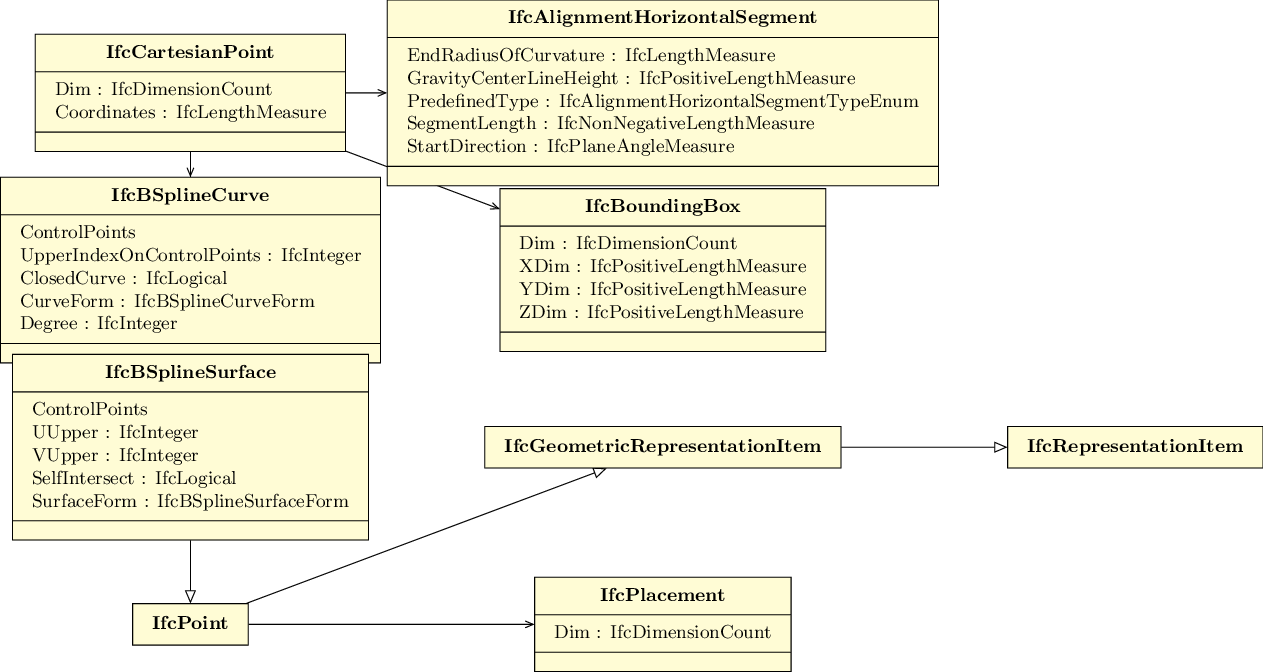 IfcCartesianPoint
Dim : IfcDimensionCount
Coordinates : IfcLengthMeasure
IfcAlignmentHorizontalSegment
EndRadiusOfCurvature : IfcLengthMeasure
GravityCenterLineHeight : IfcPositiveLengthMeasure
PredefinedType : IfcAlignmentHorizontalSegmentTypeEnum
SegmentLength : IfcNonNegativeLengthMeasure
StartDirection : IfcPlaneAngleMeasure
IfcBSplineCurve
ControlPoints
UpperIndexOnControlPoints : IfcInteger
ClosedCurve : IfcLogical
CurveForm : IfcBSplineCurveForm
Degree : IfcInteger
IfcBoundingBox
Dim : IfcDimensionCount
XDim : IfcPositiveLengthMeasure
YDim : IfcPositiveLengthMeasure
ZDim : IfcPositiveLengthMeasure
IfcBSplineSurface
ControlPoints
UUpper : IfcInteger
VUpper : IfcInteger
SelfIntersect : IfcLogical
SurfaceForm : IfcBSplineSurfaceForm
IfcGeometricRepresentationItem
IfcRepresentationItem
IfcPoint
IfcPlacement
Dim : IfcDimensionCount